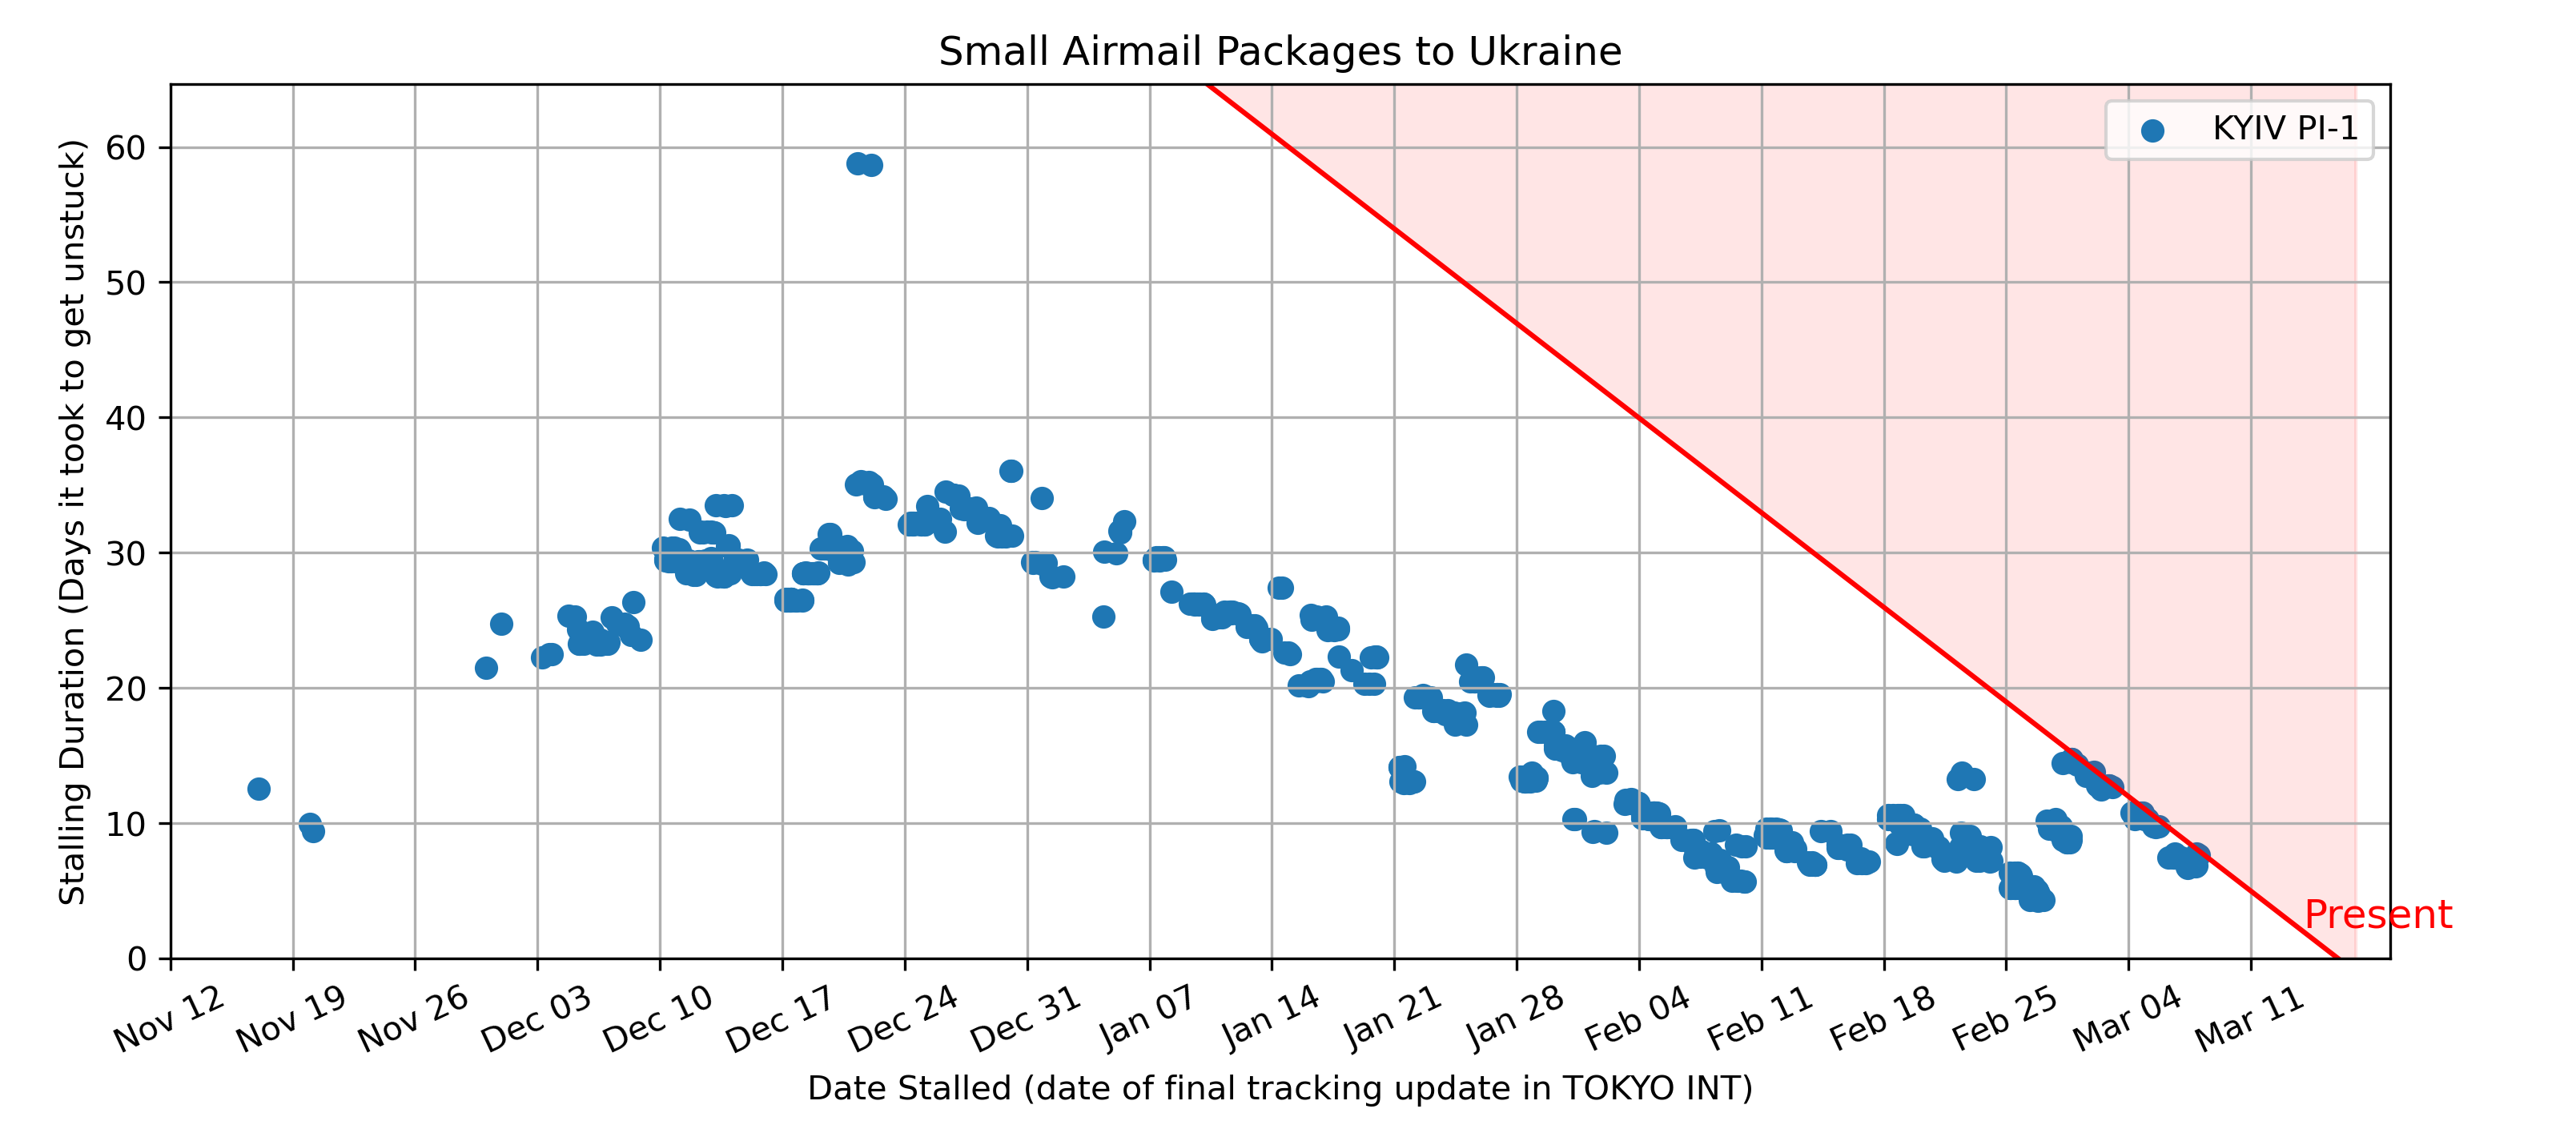 Small Airmail Packages to Ukraine
KYIV PI-1
Stalling Duration (Days it took to get unstuck)
60
50
40
30
20
10
0
Present
Nov 12
Nov 19
Nov 26
Dec 03
Dec 10
Dec 17
Dec 24
Dec 31
Jan 07
Jan 14
Jan 21
Jan 28
Feb 04
Feb 11
Feb 18
Feb 25
Mar 04
Mar 11
Date Stalled (date of final tracking update in TOKYO INT)